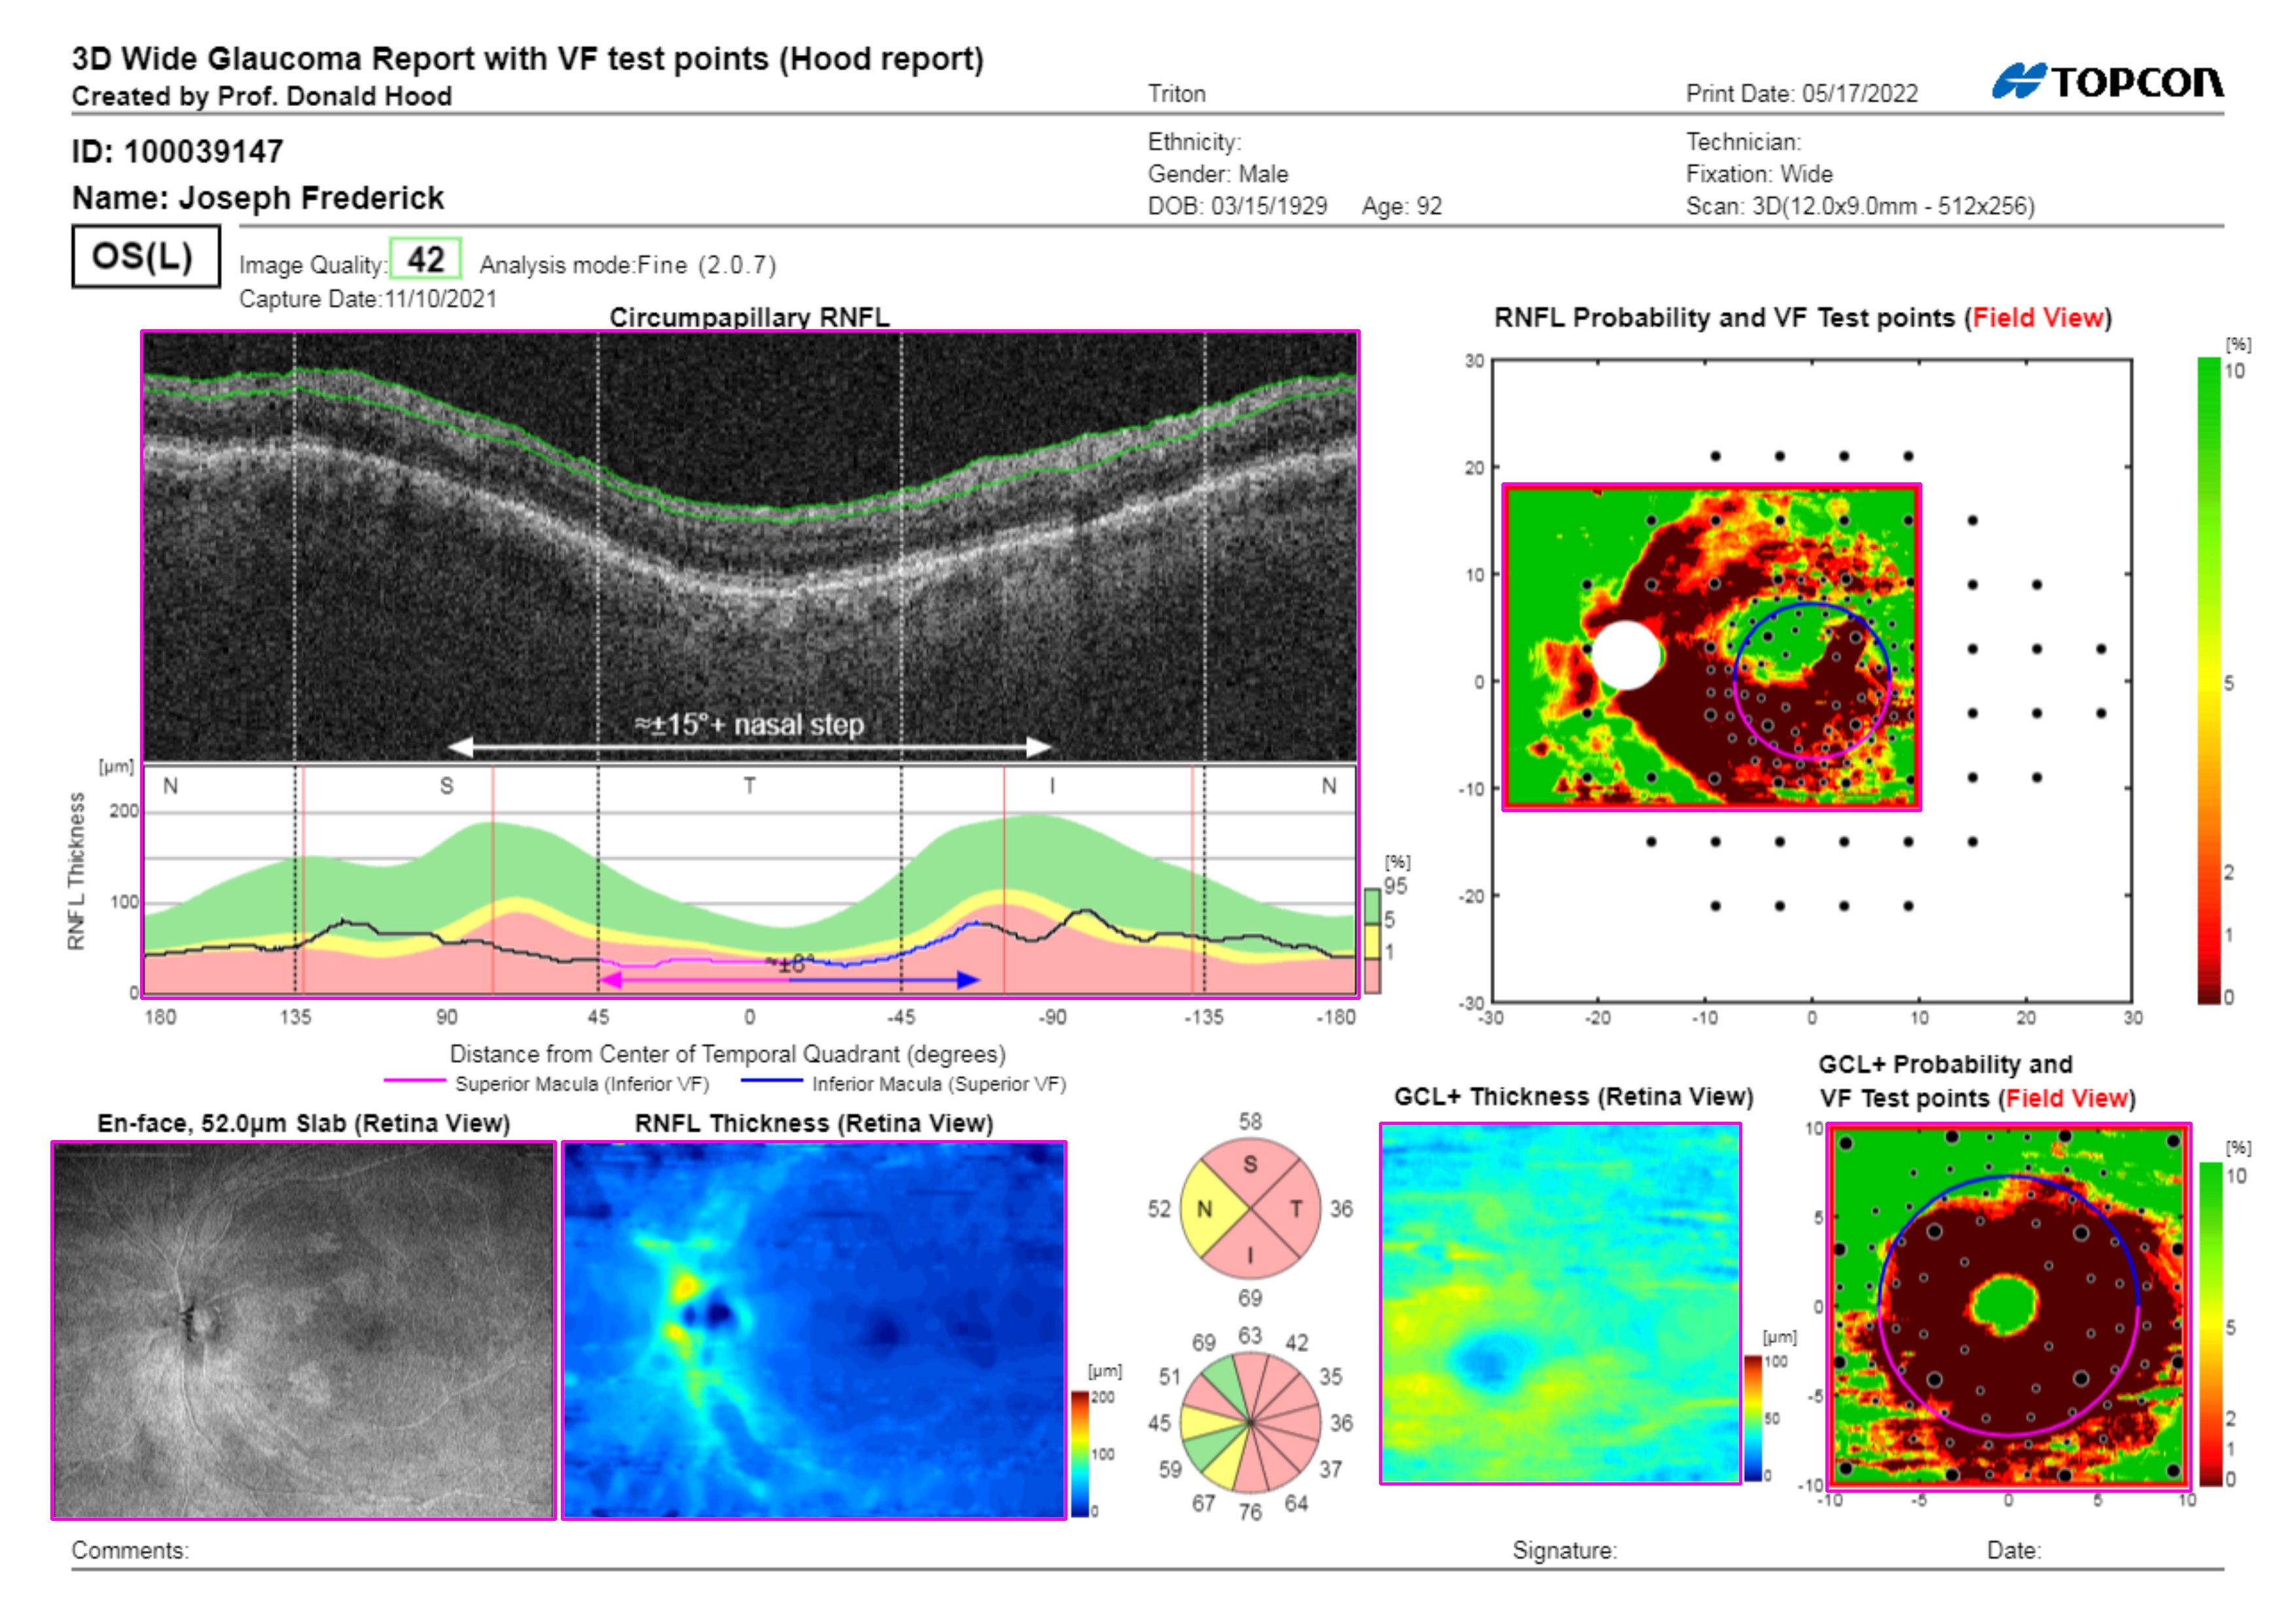 3D Wide Glaucoma Report with VF test points (Hood report)
Created by Prof. Donald Hood
Triton
Print Date: 05/17/2022
TOPCON
ID: 100039147
Name: Joseph Frederick
Ethnicity:
Gender: Male
DOB: 03/15/1929 Age: 92
Technician:
Fixation: Wide
Scan: 3D(12.0x9.0mm - 512x256)
OS(L)
Image Quality: 42 Analysis mode:Fine (2.0.7)
Capture Date:11/10/2021
Circumpapillary RNFL
≈±15°+ nasal step
[µm]
N S T I N
RNFL Thickness
200
100
0
≈±8°
[%]
95
5
1
180 135 90 45 0 -45 -90 -135 -180
Distance from Center of Temporal Quadrant (degrees)
Superior Macula (Inferior VF) Inferior Macula (Superior VF)
RNFL Probability and VF Test points (Field View)
30
20
10
0
-10
-20
-30
-30 -20 -10 0 10 20 30
[%]
10
5
2
1
0
En-face, 52.0µm Slab (Retina View)
RNFL Thickness (Retina View)
[µm]
200
100
0
58
S
52 N T 36
I
69
69 63 42
51 35
45 36
59 37
67 76 64
GCL+ Thickness (Retina View)
[µm]
100
50
0
GCL+ Probability and
VF Test points (Field View)
10
5
0
-5
-10
-10 -5 0 5 10
[%]
10
5
2
1
0
Comments:
Signature:
Date: